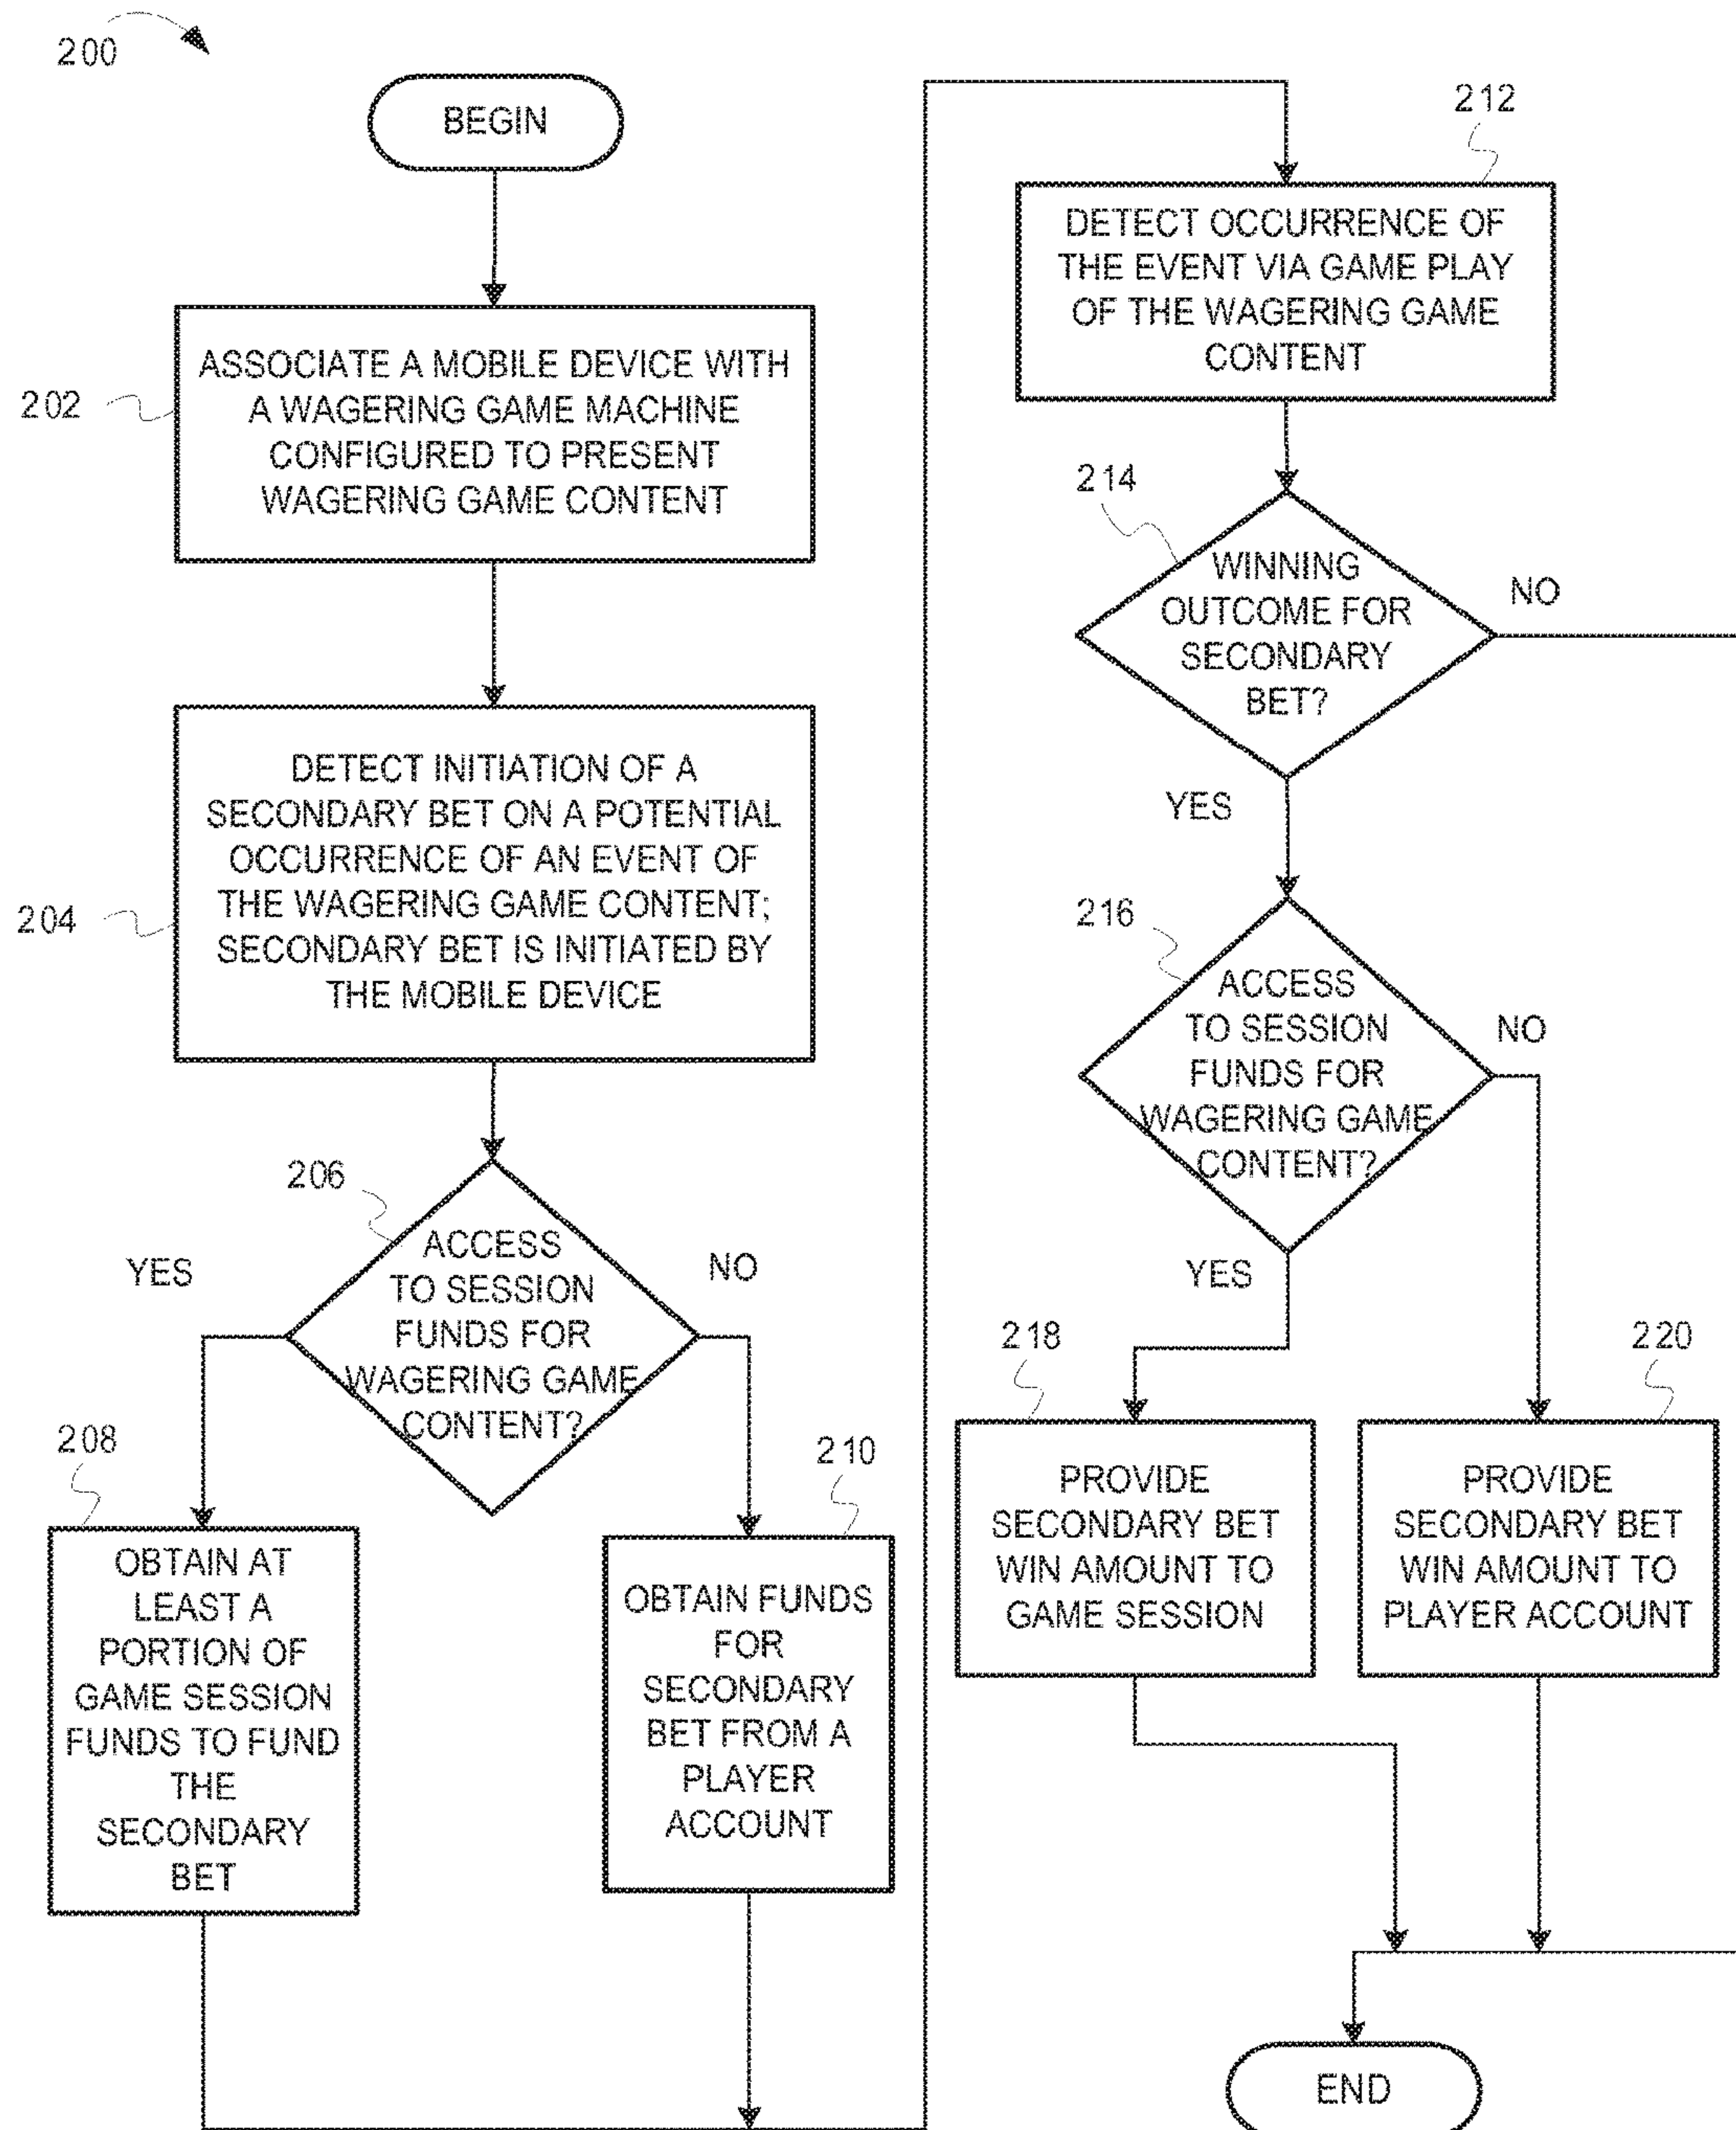 200
BEGIN
202
ASSOCIATE A MOBILE DEVICE WITH
A WAGERING GAME MACHINE
CONFIGURED TO PRESENT
WAGERING GAME CONTENT
204
DETECT INITIATION OF A
SECONDARY BET ON A POTENTIAL
OCCURRENCE OF AN EVENT OF
THE WAGERING GAME CONTENT;
SECONDARY BET IS INITIATED BY
THE MOBILE DEVICE
206
ACCESS
TO SESSION
FUNDS FOR
WAGERING GAME
CONTENT?
YES
NO
208
OBTAIN AT
LEAST A
PORTION OF
GAME SESSION
FUNDS TO FUND
THE
SECONDARY
BET
210
OBTAIN FUNDS
FOR
SECONDARY
BET FROM A
PLAYER
ACCOUNT
212
DETECT OCCURRENCE OF
THE EVENT VIA GAME PLAY
OF THE WAGERING GAME
CONTENT
214
WINNING
OUTCOME FOR
SECONDARY
BET?
NO
YES
216
ACCESS
TO SESSION
FUNDS FOR
WAGERING GAME
CONTENT?
NO
YES
218
PROVIDE
SECONDARY BET
WIN AMOUNT TO
GAME SESSION
220
PROVIDE
SECONDARY BET
WIN AMOUNT TO
PLAYER ACCOUNT
END